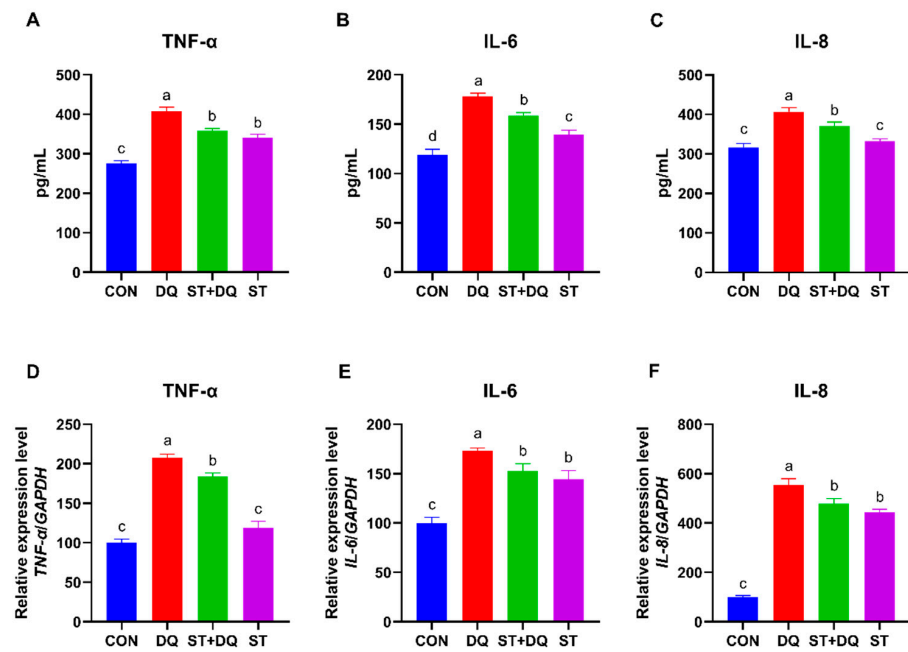 A
TNF-α
pg/mL
500
400
300
200
100
0
c
a
b
b
CON DQ ST+DQ ST
B
IL-6
pg/mL
200
150
100
50
0
d
a
b
c
CON DQ ST+DQ ST
C
IL-8
pg/mL
500
400
300
200
100
0
c
a
b
c
CON DQ ST+DQ ST
D
TNF-α
Relative expression level
TNF-α/GAPDH
250
200
150
100
50
0
c
a
b
c
CON DQ ST+DQ ST
E
IL-6
Relative expression level
IL-6/GAPDH
200
150
100
50
0
c
a
b
b
CON DQ ST+DQ ST
F
IL-8
Relative expression level
IL-8/GAPDH
800
600
400
200
0
c
a
b
b
CON DQ ST+DQ ST